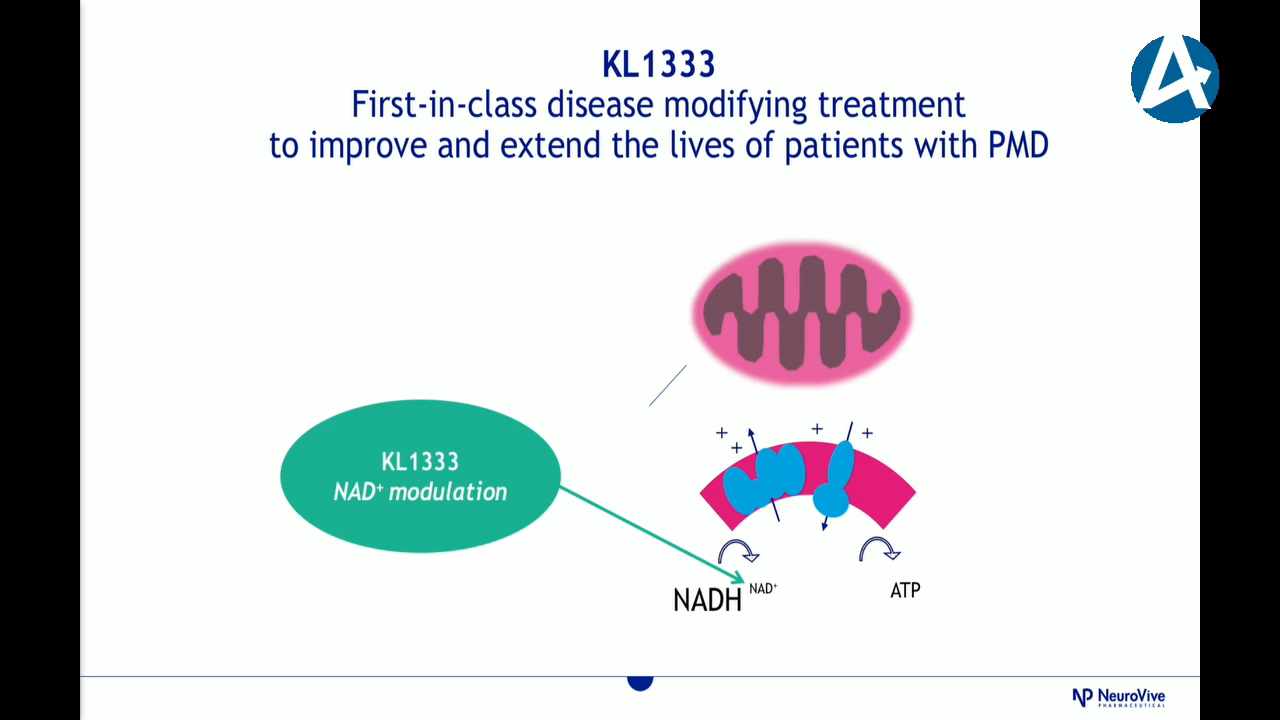 KL1333
First-in-class disease modifying treatment
to improve and extend the lives of patients with PMD
KL1333
NAD⁺ modulation
+
+
+
+
NADH NAD⁺
ATP
NP NeuroVive
PHARMACEUTICAL